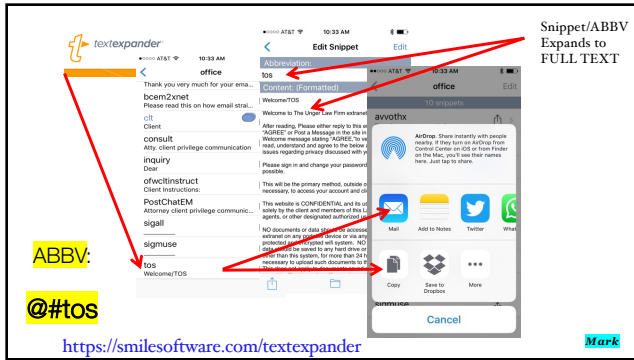 textexpander
Snippet/ABBV
Expands to
FULL TEXT
●○○○○ AT&T 10:33 AM
office
Thank you very much for your ema...
bcem2xnet
Please read this on how email strai...
clt
Client
consult
Atty. client privilege communication
inquiry
Dear
ofwcltinstruct
Client Instructions:
PostChatEM
Attorney client privilege communic...
sigall
sigmuse
tos
Welcome/TOS
●○○○○ AT&T 10:33 AM
Edit Snippet Edit
Abbreviation:
tos
Content: (Formatted)
Welcome/TOS
Welcome to The Unger Law Firm extranet
After reading, Please either reply to this e
"AGREE" or Post a Message in the site in
Welcome message stating "AGREE,"to ve
read, understand and agree to the below
issues regarding privacy discussed with y
Please sign in and change your password
possible.
This will be the primary method, outside o
necessary, to access your account and cli
This website is CONFIDENTIAL and its us
solely by the client and members of this L
agents, or other designated authorized us
NO documents or data should be accesse
extranet on any device or via any
protected and encrypted wifi system. NO
data should be saved to any hard drive or
other than this system, for more than 24 h
necessary to upload such documents to th
AT&T 10:33 AM
office Edit
10 snippets
avvothx
AirDrop. Share instantly with people
nearby. If they turn on AirDrop from
Control Center on iOS or from Finder
on the Mac, you'll see their names
here. Just tap to share.
Mail Add to Notes Twitter What
Copy Save to Dropbox More
Cancel
ABBV:
@#tos
https://smilesoftware.com/textexpander
Mark